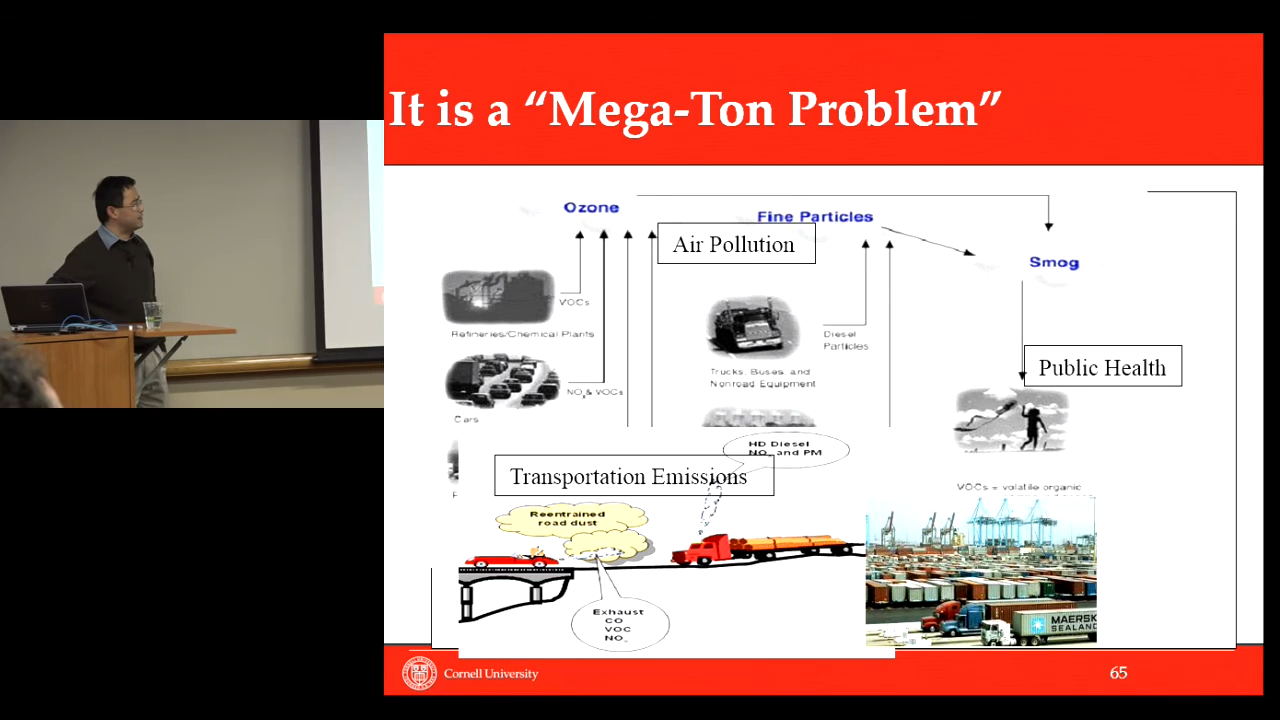 It is a “Mega-Ton Problem”
Ozone
Fine Particles
Air Pollution
Smog
VOCs
Refineries/Chemical Plants
Diesel
Particles
Public Health
Trucks, Buses, and
Nonroad Equipment
NOx& VOCs
Cars
HD Diesel
NOx and PM
Transportation Emissions
VOCs = volatile organic
Reentrained
road dust
Exhaust
CO
VOC
NOx
MAERSK
SEALAND
Cornell University
65